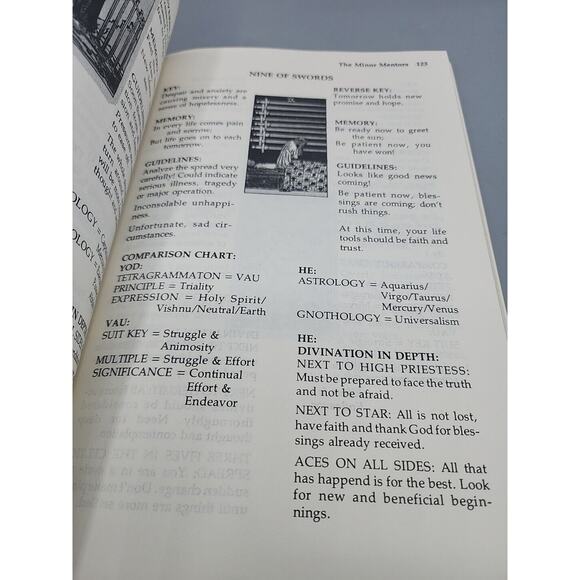 The Minor Mentors 123
NINE OF SWORDS
KEY:
Despair and anxiety are
causing misery and a
sense of hopelessness.
MEMORY:
In every life comes pain
and sorrow;
But life goes on to each
tomorrow.
GUIDELINES:
Analyze the spread very
carefully! Could indicate
serious illness, tragedy
or major operation.
Inconsolable unhappi-
ness.
Unfortunate, sad cir-
cumstances.
IX
REVERSE KEY:
Tomorrow holds new
promise and hope.
MEMORY:
Be ready now to greet
the sun;
Be patient now, you
have won!
GUIDELINES:
Looks like good news
coming!
Be patient now, bles-
sings are coming; don't
rush things.
At this time, your life
tools should be faith and
trust.
COMPARISON CHART:
YOD:
TETRAGRAMMATON = VAU
PRINCIPLE = Triality
EXPRESSION = Holy Spirit/
Vishnu/Neutral/Earth
VAU:
SUIT KEY = Struggle &
Animosity
MULTIPLE = Struggle & Effort
SIGNIFICANCE = Continual
Effort &
Endeavor
HE:
ASTROLOGY = Aquarius/
Virgo/Taurus/
Mercury/Venus
GNOTHOLOGY = Universalism
HE:
DIVINATION IN DEPTH:
NEXT TO HIGH PRIESTESS:
Must be prepared to face the truth
and not be afraid.
NEXT TO STAR: All is not lost,
have faith and thank God for bles-
sings already received.
ACES ON ALL SIDES: All that
has happend is for the best. Look
for new and beneficial begin-
nings.